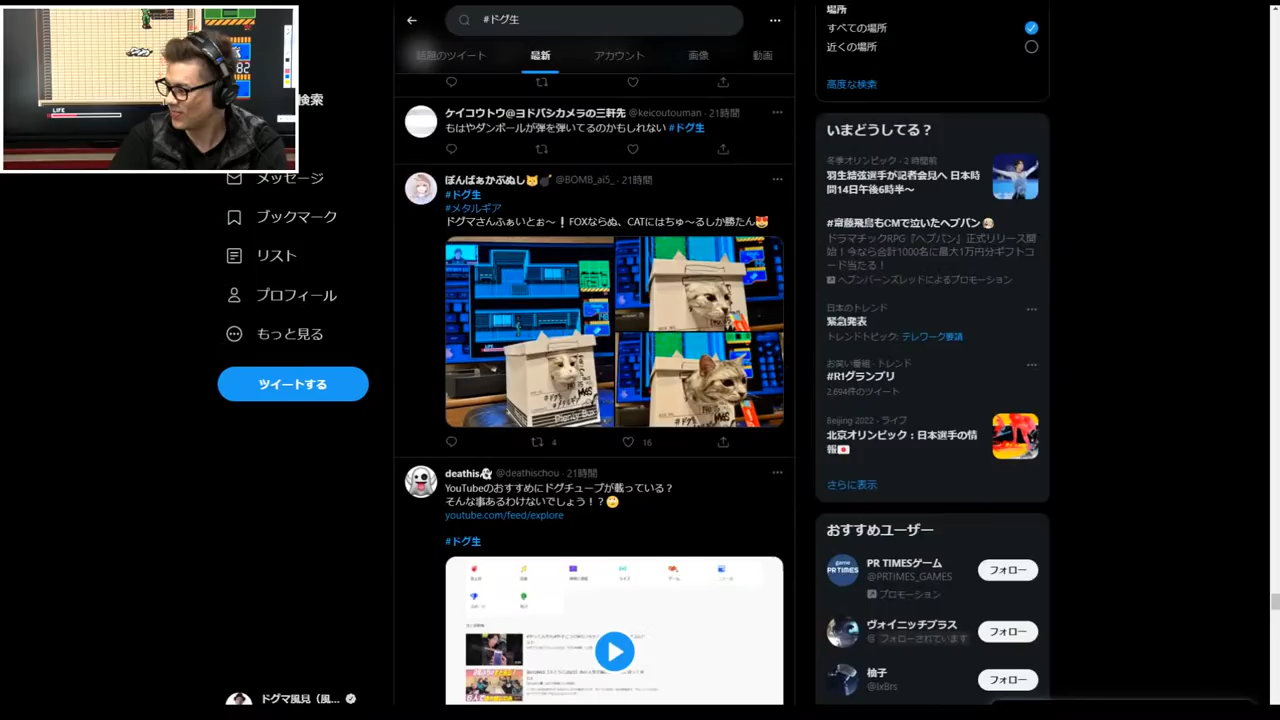 LIFE
82
検索
メッセージ
ブックマーク
リスト
プロフィール
もっと見る
ツイートする
ドグマ風見（風...
#ドグ生
話題のツイート
最新
アカウント
画像
動画
ケイコウトウ@ヨドバシカメラの三軒先 @keicoutouman · 21時間
もはやダンボールが弾を弾いてるのかもしれない #ドグ生
ぼんばぁかぶぬし @BOMB_ai5_ · 21時間
#ドグ生
#メタルギア
ドグマさんふぁいとぉ〜！FOXならぬ、CATにはちゅ〜るしか勝たん
Plenty Box
4
16
deathis @deathischou · 21時間
YouTubeのおすすめにドグチューブが載っている？
そんな事あるわけないでしょう！？
youtube.com/feed/explore
#ドグ生
場所
すべての場所
近くの場所
高度な検索
いまどうしてる？
冬季オリンピック · 2 時間前
羽生結弦選手が記者会見へ 日本時
間14日午後6時半〜
#齋藤飛鳥もCMで泣いたヘブバン
ドラマチックRPG『ヘブバン』正式リリース開
始！今なら合計1000名に最大1万円分ギフトコ
ード当たる！
ヘブンバーンズレッドによるプロモーション
日本のトレンド
緊急発表
トレンドトピック: テレワーク要請
お笑い番組 · トレンド
#R1グランプリ
2,694件のツイート
Beijing 2022 · ライブ
北京オリンピック：日本選手の情
報
さらに表示
おすすめユーザー
PR TIMESゲーム
@PRTIMES_GAMES
プロモーション
フォロー
ヴォイニッチプラス
フォローされています
フォロー
柚子
@lx8rs
フォロー